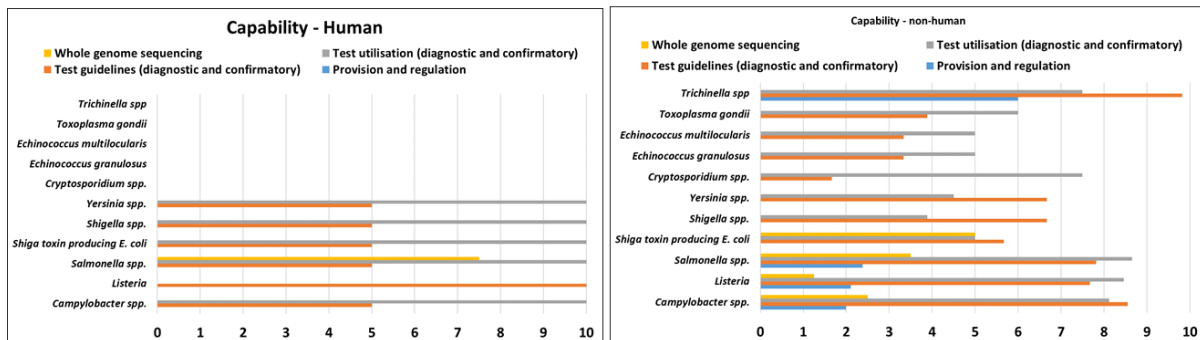 Capability - Human
Whole genome sequencing
Test utilisation (diagnostic and confirmatory)
Test guidelines (diagnostic and confirmatory)
Provision and regulation
Trichinella spp
Toxoplasma gondii
Echinococcus multilocularis
Echinococcus granulosus
Cryptosporidium spp.
Yersinia spp.
Shigella spp.
Shiga toxin producing E. coli
Salmonella spp.
Listeria
Campylobacter spp.
0 1 2 3 4 5 6 7 8 9 10
Capability - non-human
Whole genome sequencing
Test utilisation (diagnostic and confirmatory)
Test guidelines (diagnostic and confirmatory)
Provision and regulation
Trichinella spp
Toxoplasma gondii
Echinococcus multilocularis
Echinococcus granulosus
Cryptosporidium spp.
Yersinia spp.
Shigella spp.
Shiga toxin producing E. coli
Salmonella spp.
Listeria
Campylobacter spp.
0 1 2 3 4 5 6 7 8 9 10